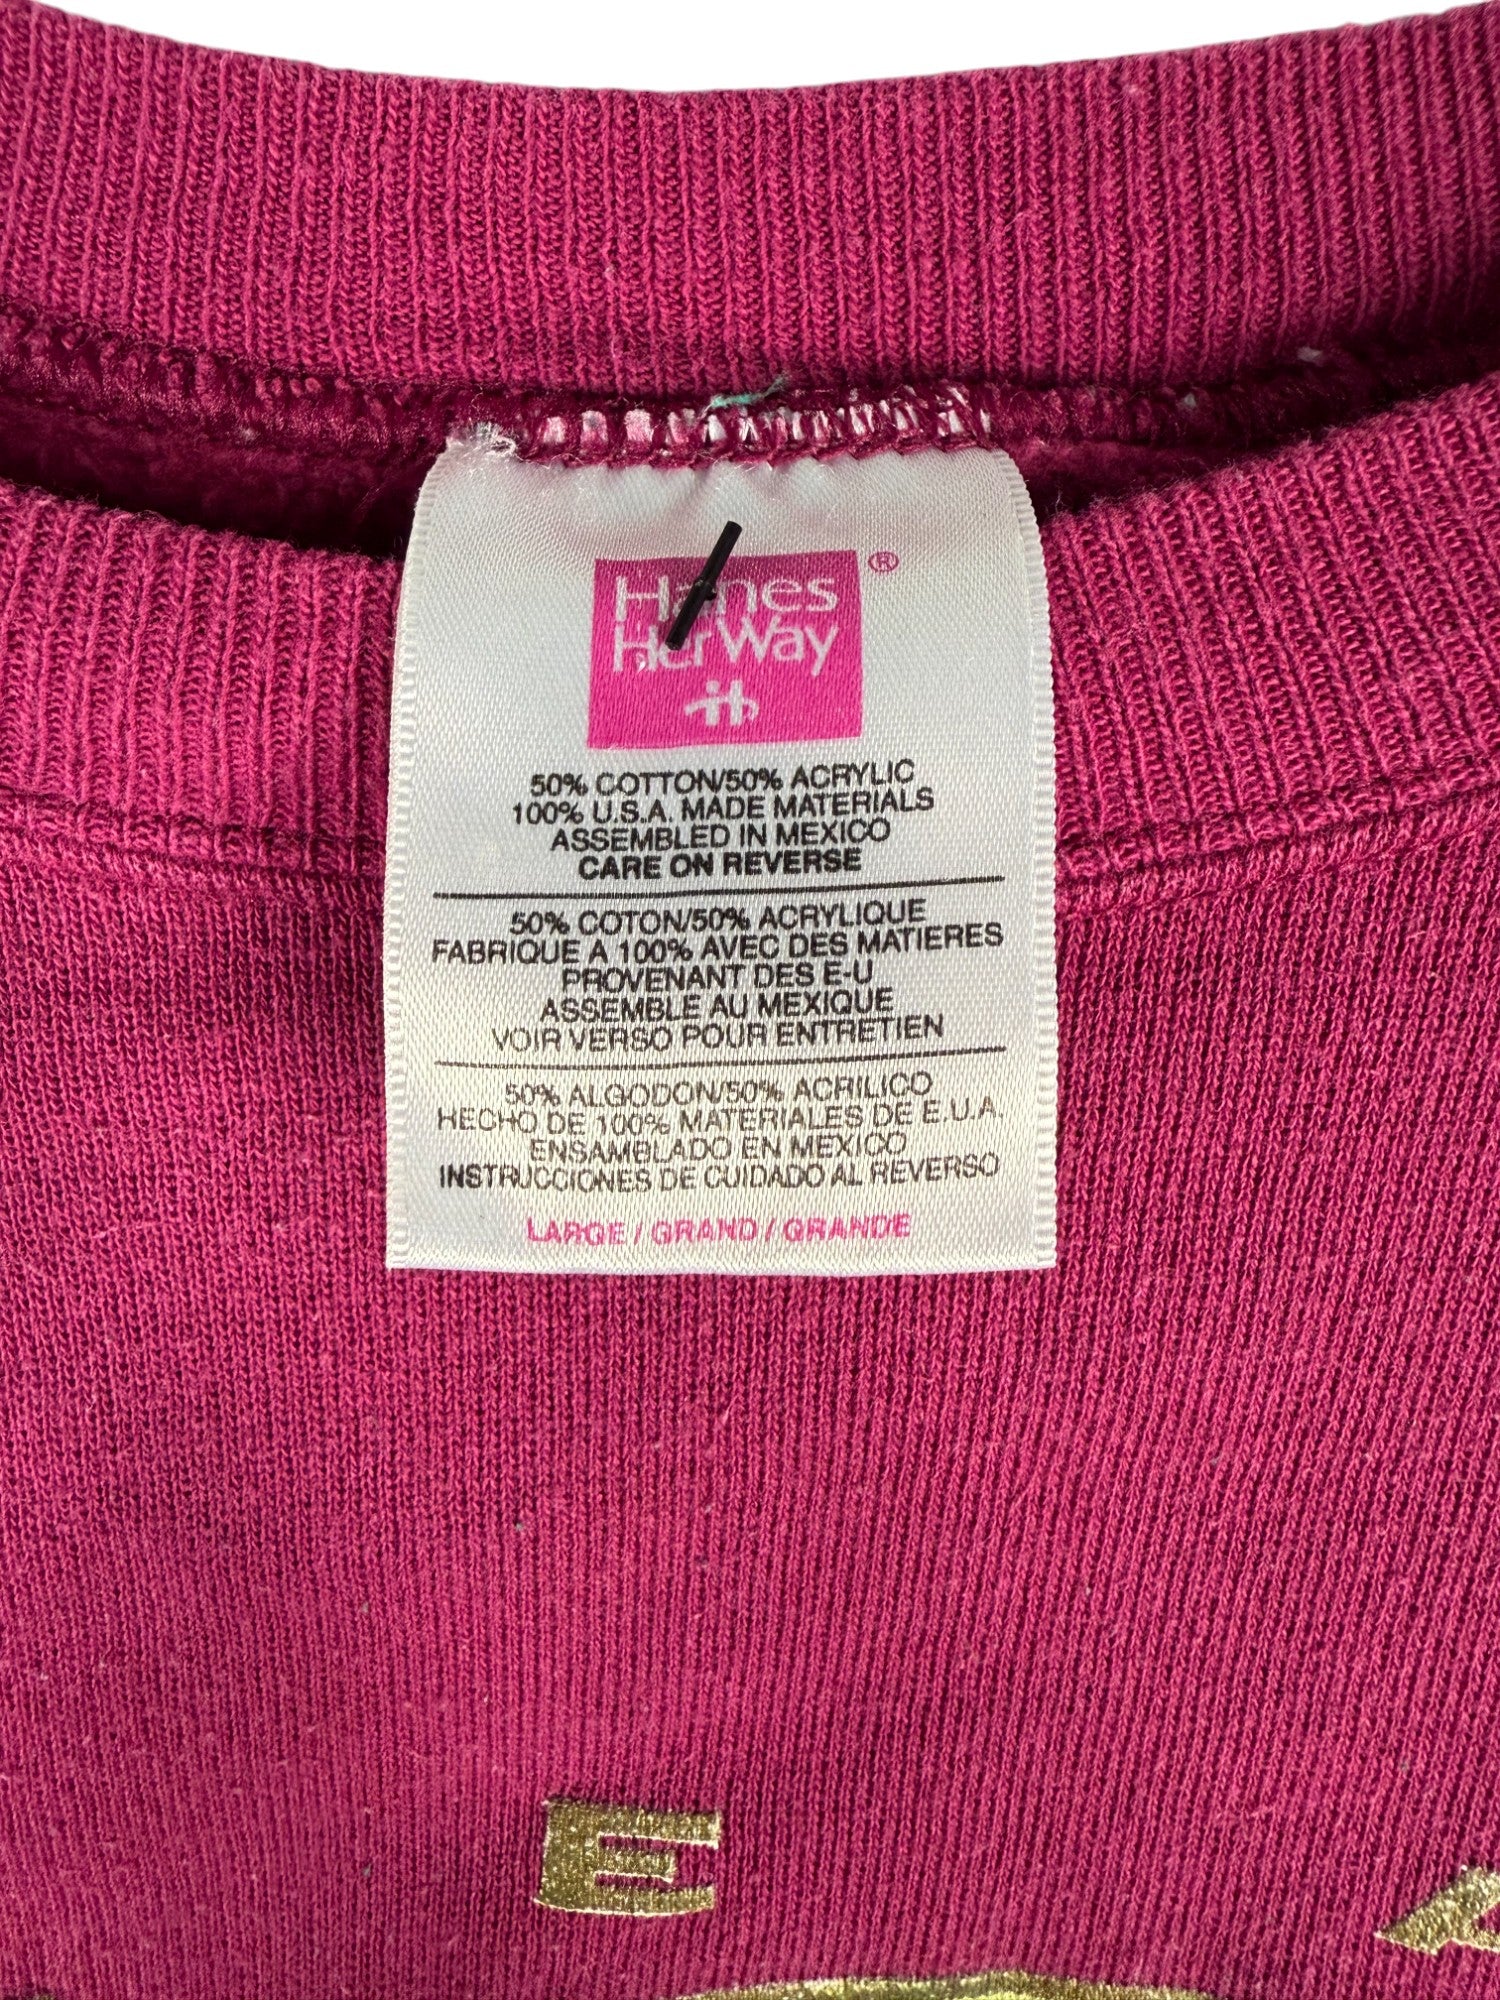 Hanes ®
HerWay
50% COTTON/50% ACRYLIC
100% U.S.A. MADE MATERIALS
ASSEMBLED IN MEXICO
CARE ON REVERSE
50% COTON/50% ACRYLIQUE
FABRIQUE A 100% AVEC DES MATIERES
PROVENANT DES E-U
ASSEMBLE AU MEXIQUE
VOIR VERSO POUR ENTRETIEN
50% ALGODON/50% ACRILICO
HECHO DE 100% MATERIALES DE E.U.A.
ENSAMBLADO EN MEXICO
INSTRUCCIONES DE CUIDADO AL REVERSO
LARGE / GRAND / GRANDE
E